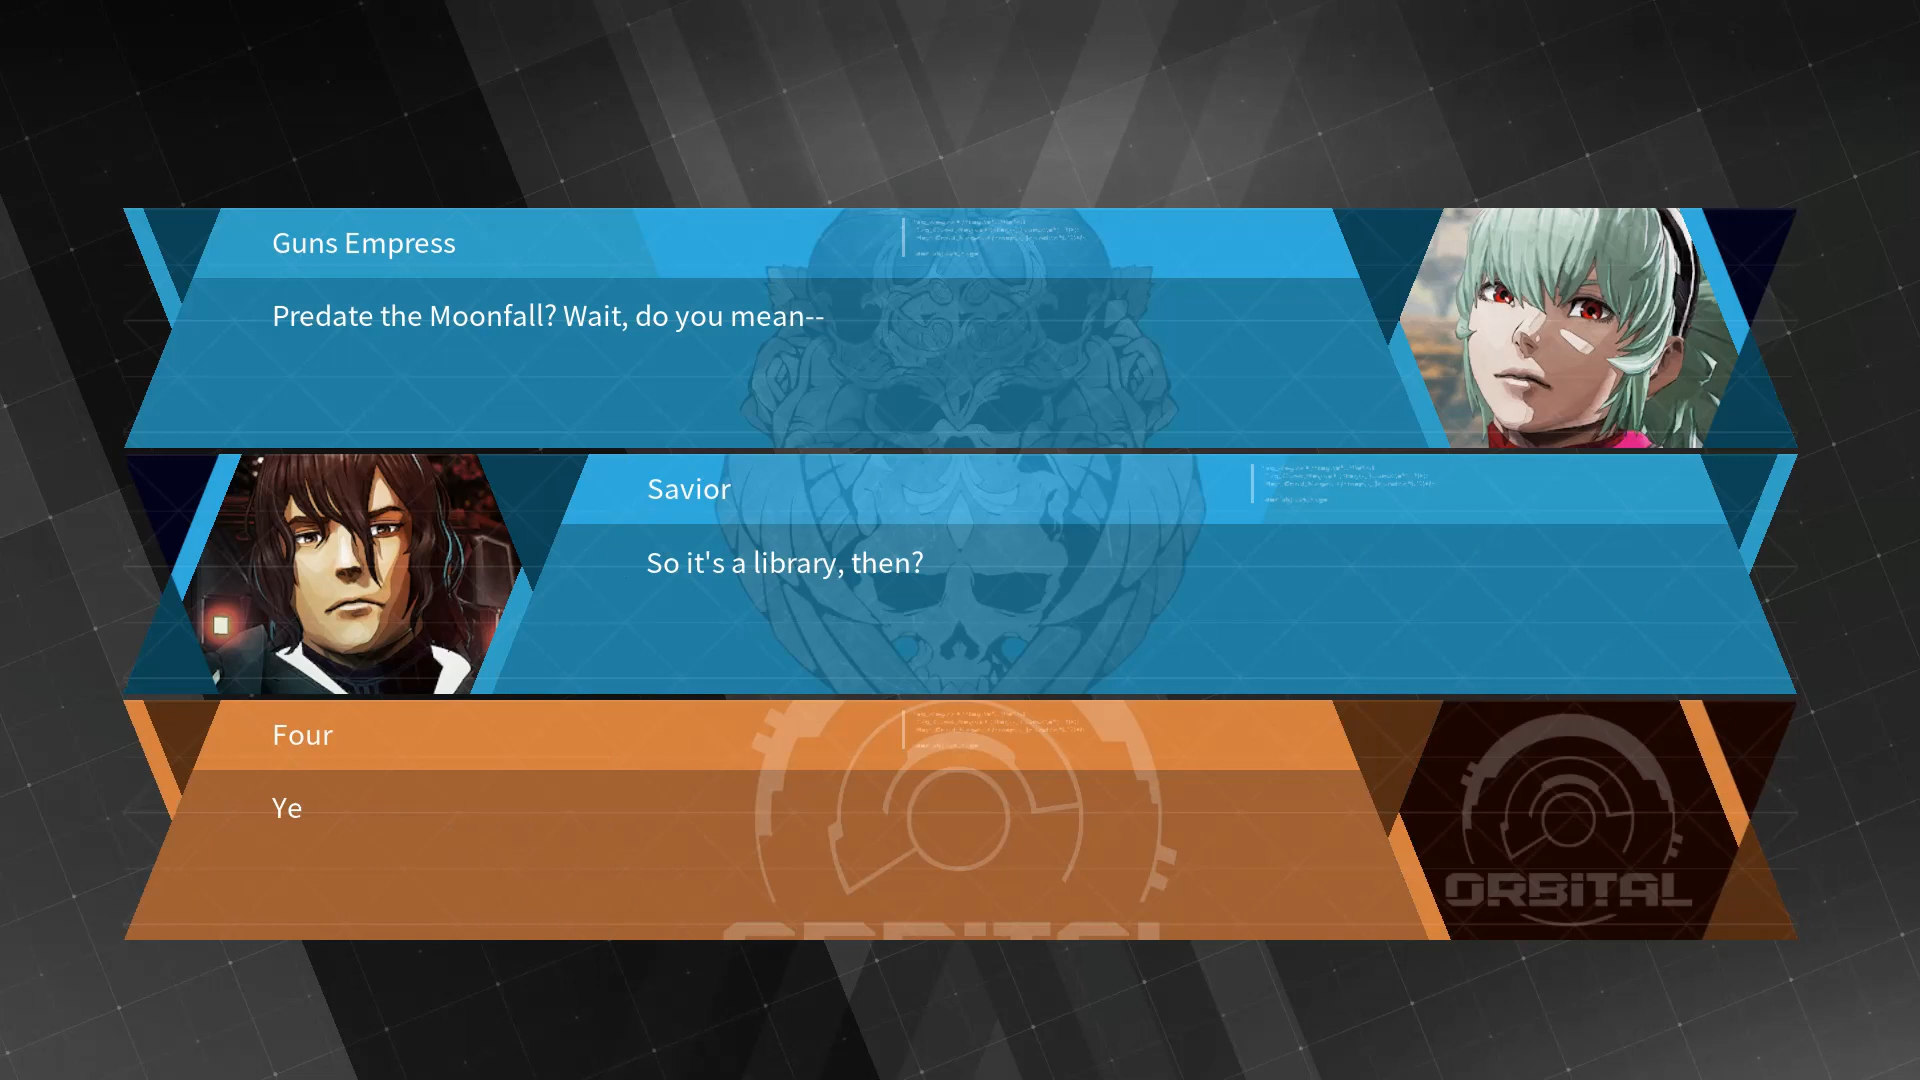 Guns Empress
Predate the Moonfall? Wait, do you mean--
Savior
So it's a library, then?
Four
Ye
ORBITAL